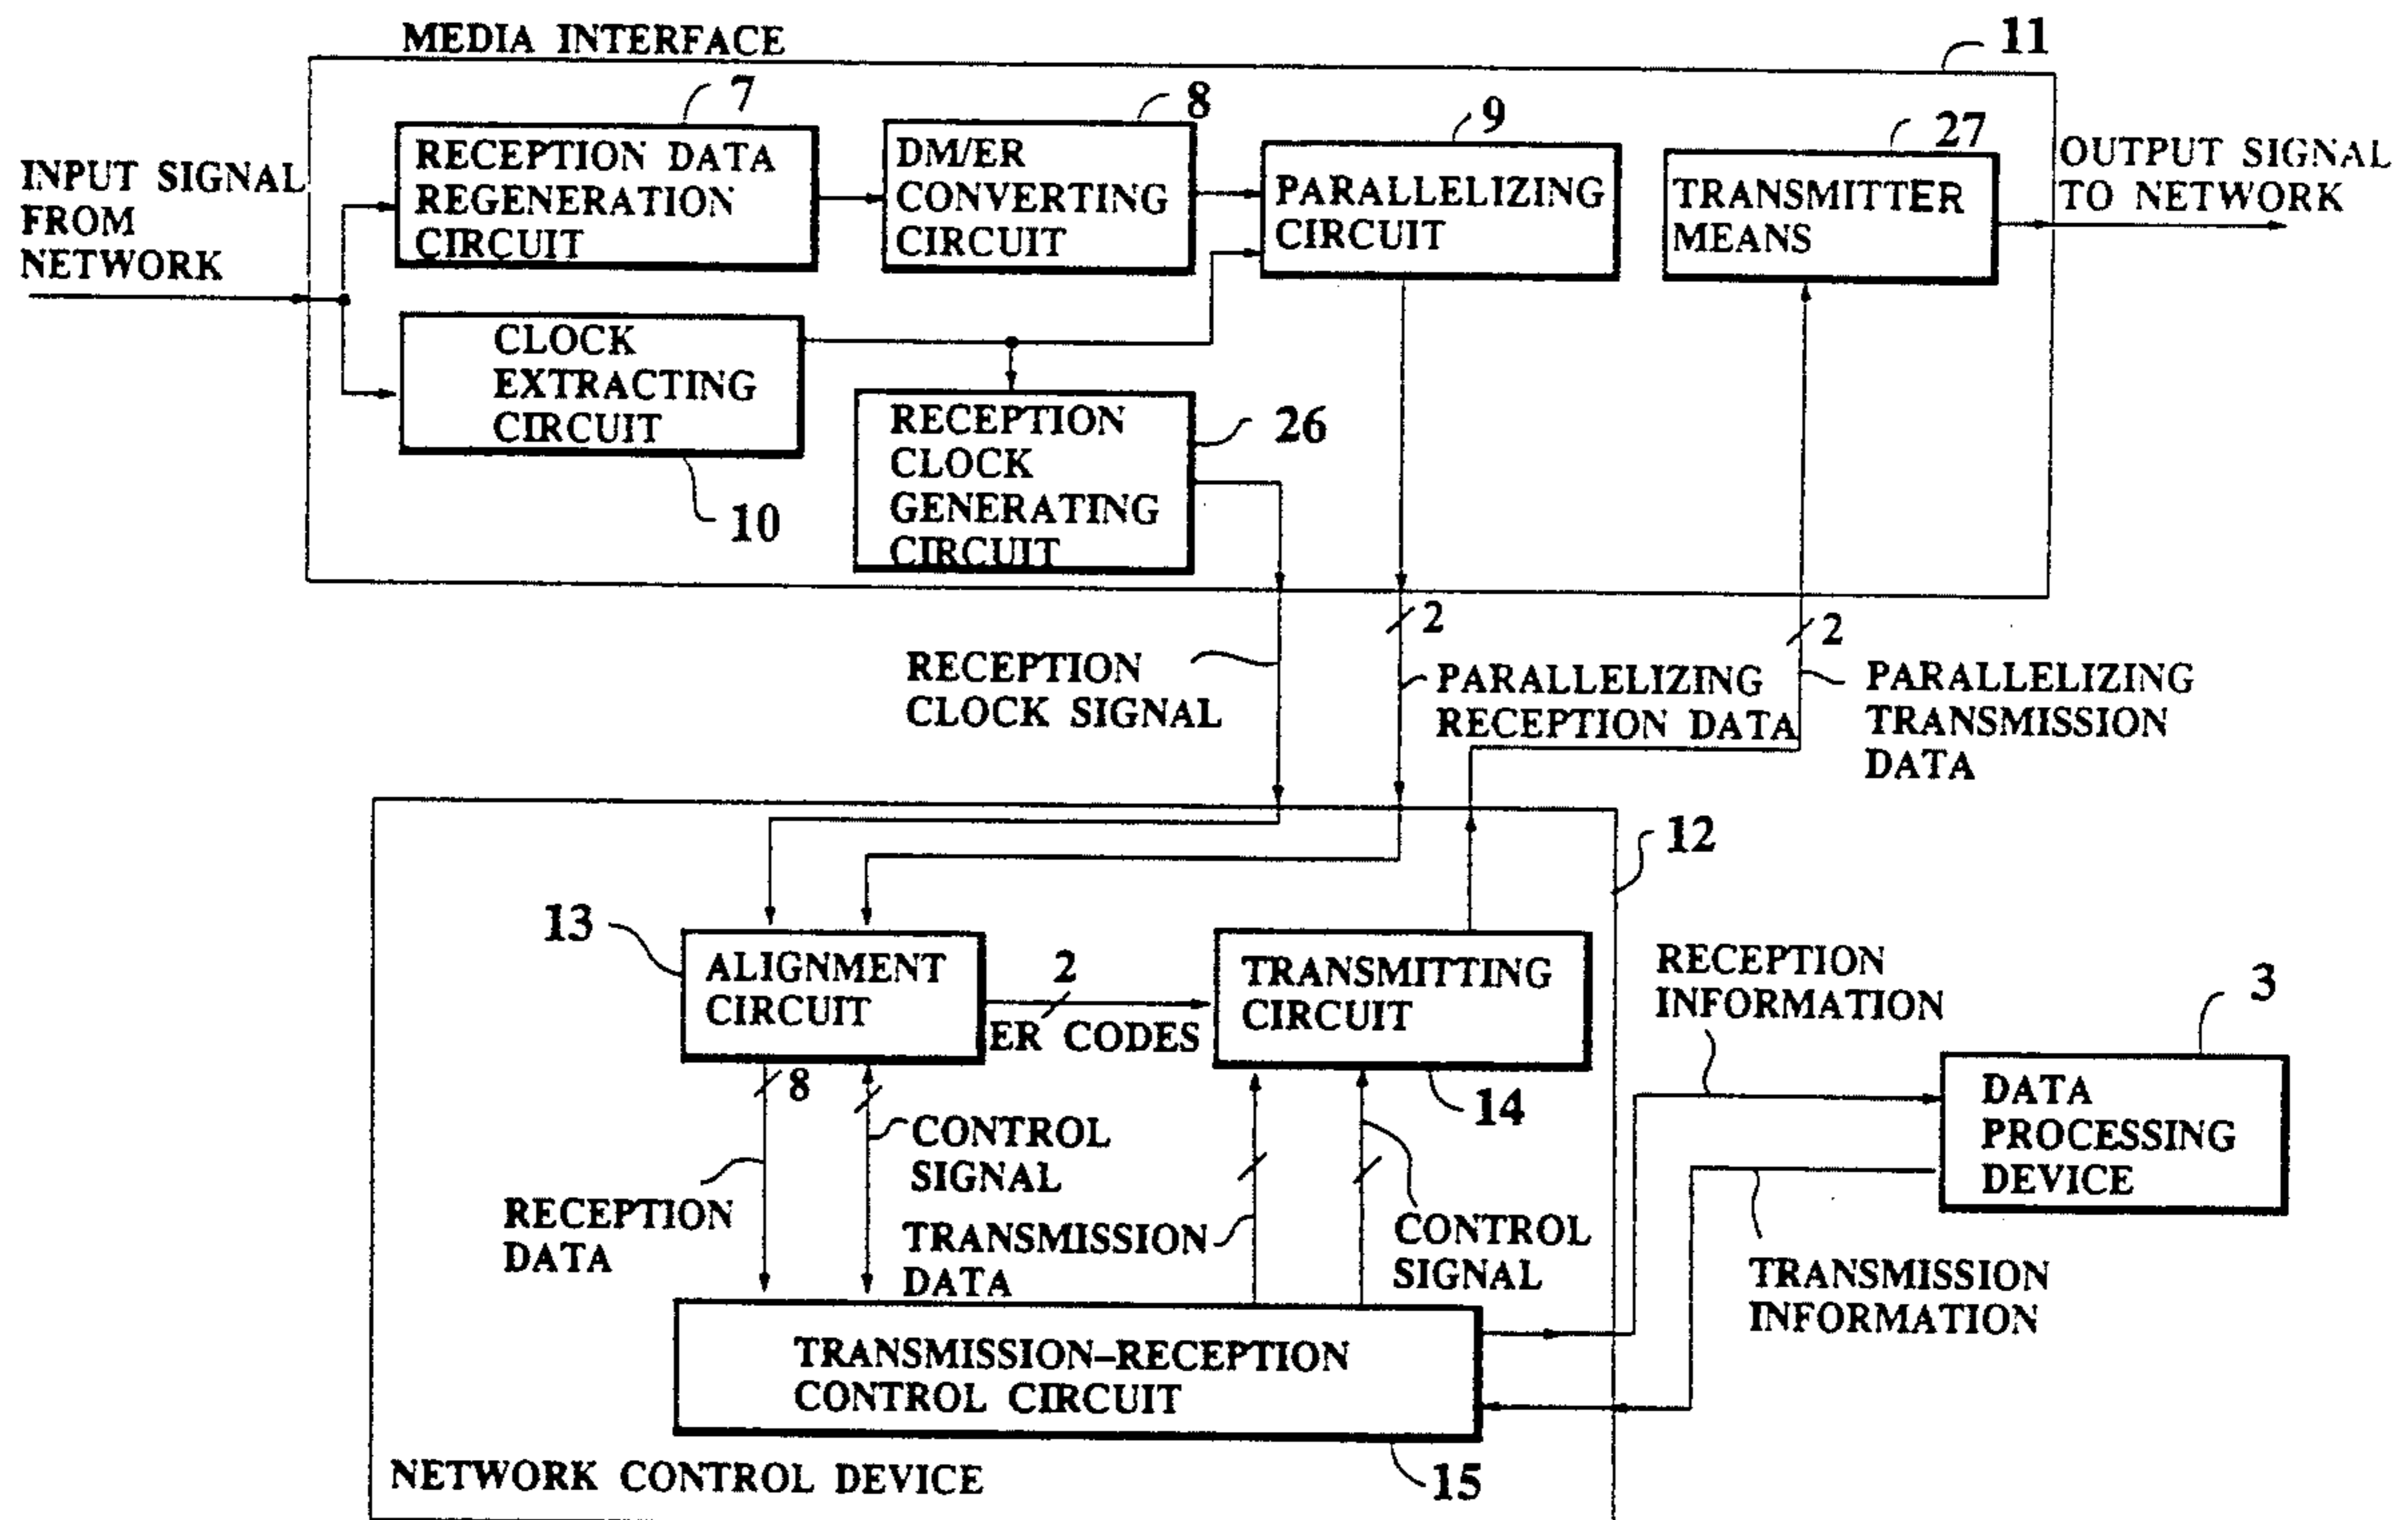 MEDIA INTERFACE
11
7
8
9
27
INPUT SIGNAL
FROM
NETWORK
RECEPTION DATA
REGENERATION
CIRCUIT
DM/ER
CONVERTING
CIRCUIT
PARALLELIZING
CIRCUIT
TRANSMITTER
MEANS
OUTPUT SIGNAL
TO NETWORK
CLOCK
EXTRACTING
CIRCUIT
10
RECEPTION
CLOCK
GENERATING
CIRCUIT
26
2
2
RECEPTION
CLOCK SIGNAL
PARALLELIZING
RECEPTION DATA
PARALLELIZING
TRANSMISSION
DATA
12
13
ALIGNMENT
CIRCUIT
2
ER CODES
TRANSMITTING
CIRCUIT
14
RECEPTION
INFORMATION
3
DATA
PROCESSING
DEVICE
8
CONTROL
SIGNAL
RECEPTION
DATA
TRANSMISSION
DATA
CONTROL
SIGNAL
TRANSMISSION
INFORMATION
TRANSMISSION–RECEPTION
CONTROL CIRCUIT
15
NETWORK CONTROL DEVICE